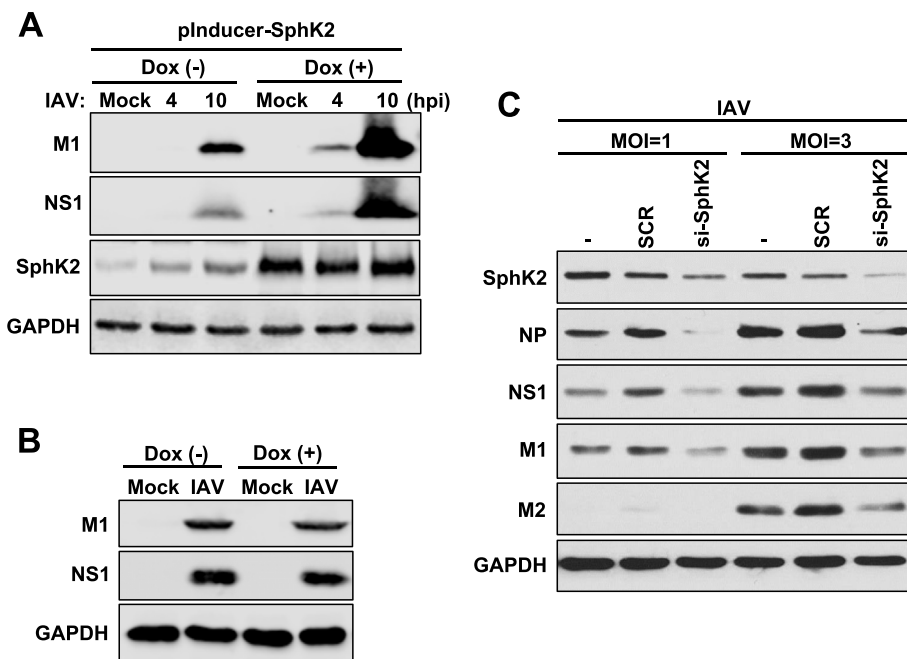 A
pInducer-SphK2
Dox (-) Dox (+)
IAV: Mock 4 10 Mock 4 10 (hpi)
M1
NS1
SphK2
GAPDH
B
Dox (-) Dox (+)
Mock IAV Mock IAV
M1
NS1
GAPDH
C
IAV
MOI=1 MOI=3
- SCR si-SphK2 - SCR si-SphK2
SphK2
NP
NS1
M1
M2
GAPDH